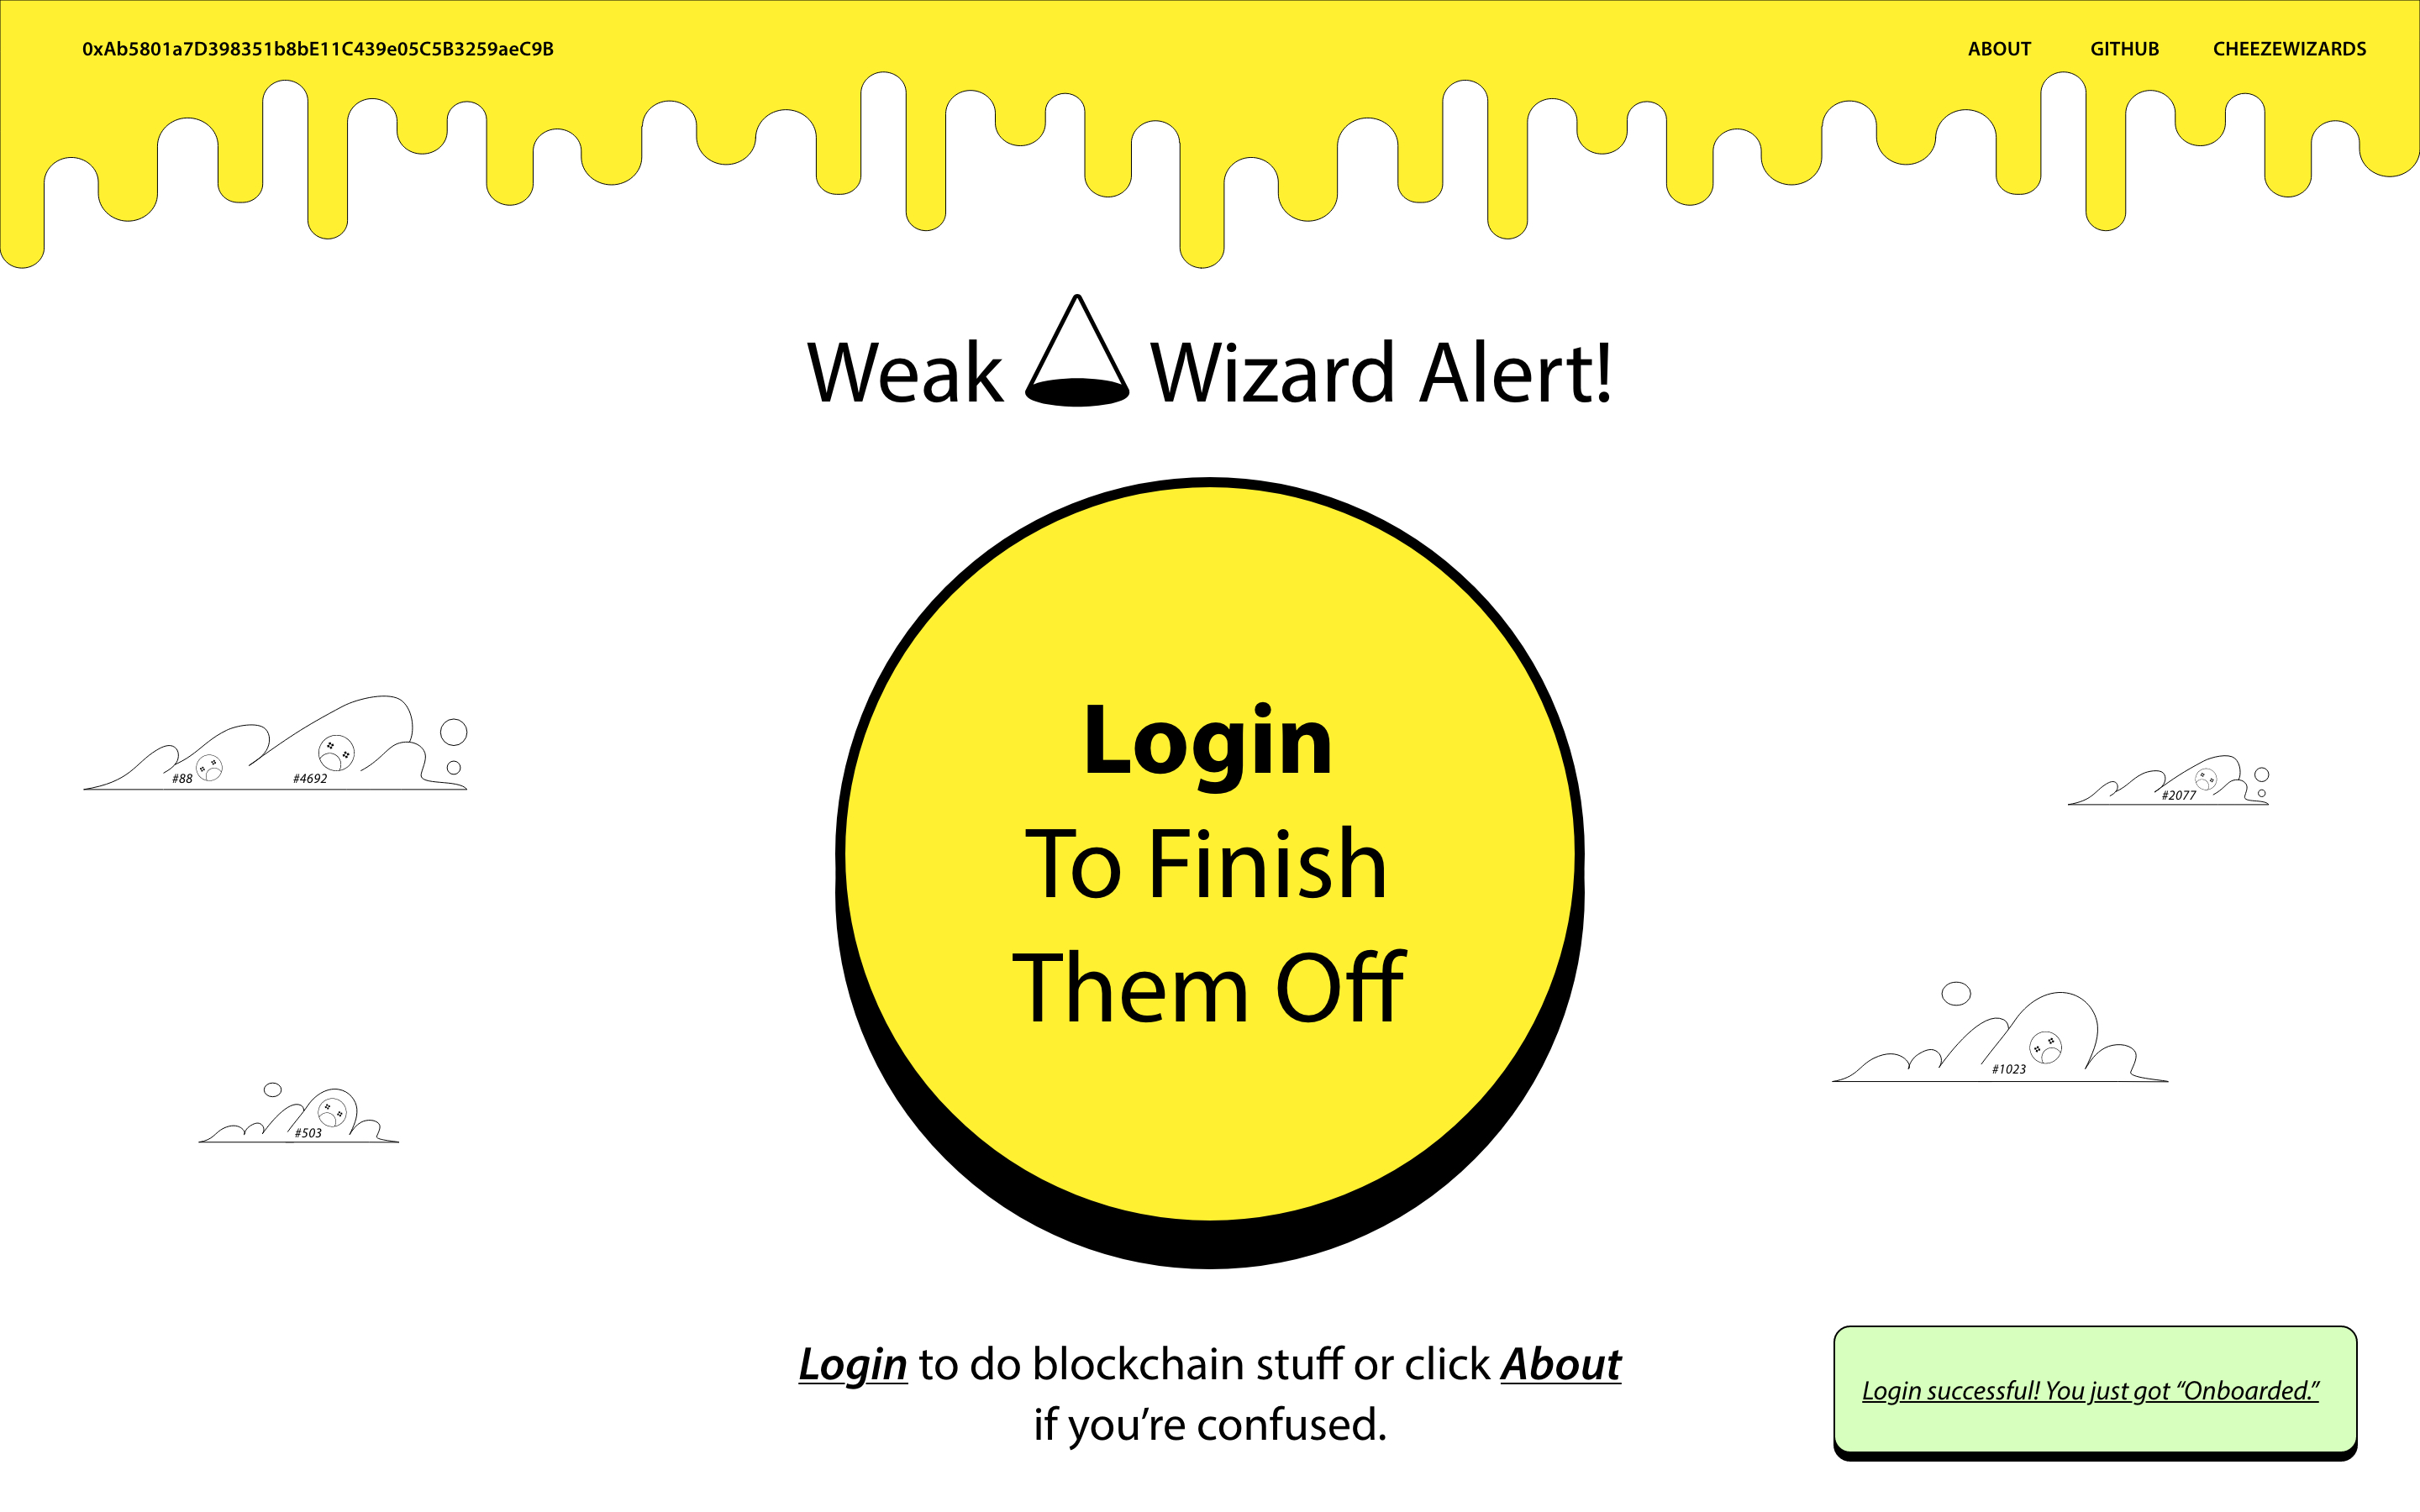 0xAb5801a7D398351b8bE11C439e05C5B3259aeC9B
ABOUT
GITHUB
CHEEZEWIZARDS
Weak Wizard Alert!
Login
To Finish
Them Off
#88
#4692
#2077
#1023
#503
Login to do blockchain stuff or click About
if you’re confused.
Login successful! You just got “Onboarded.”